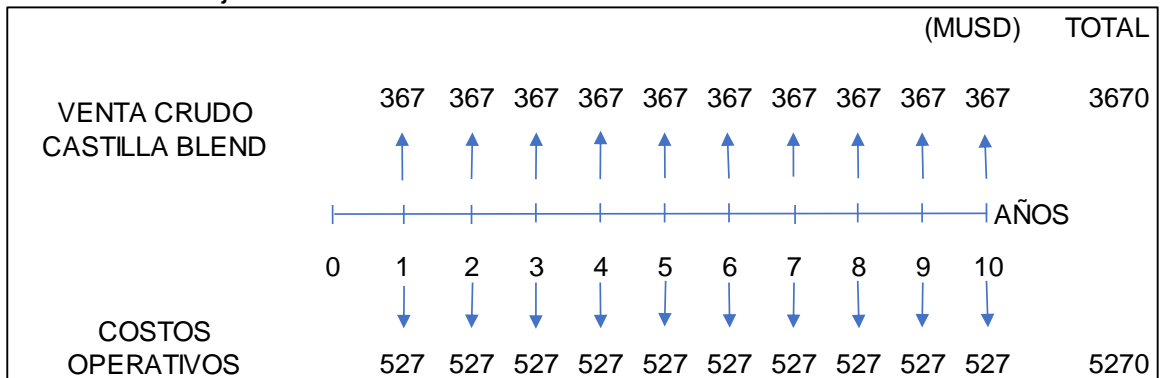 (MUSD) TOTAL
VENTA CRUDO
CASTILLA BLEND
367 367 367 367 367 367 367 367 367 367 3670
AÑOS
0 1 2 3 4 5 6 7 8 9 10
COSTOS
OPERATIVOS
527 527 527 527 527 527 527 527 527 527 5270